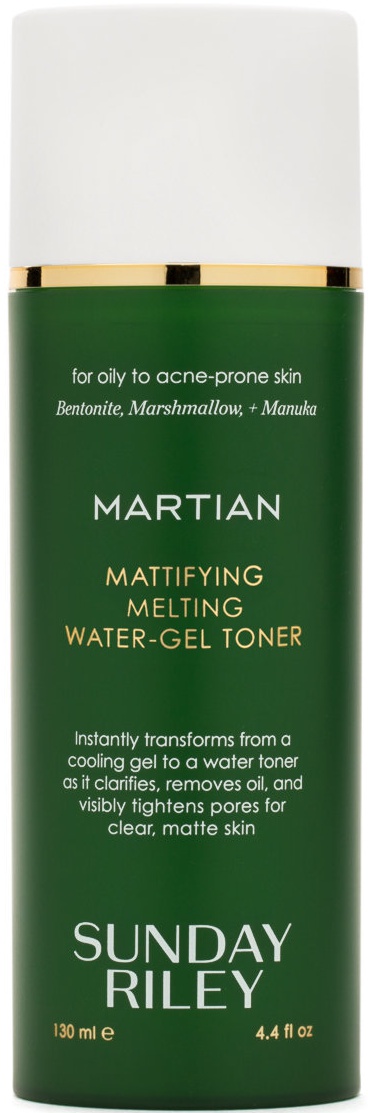 for oily to acne-prone skin
Bentonite, Marshmallow, + Manuka
MARTIAN
MATTIFYING
MELTING
WATER-GEL TONER
Instantly transforms from a
cooling gel to a water toner
as it clarifies, removes oil, and
visibly tightens pores for
clear, matte skin
SUNDAY
RILEY
130 ml ℮ 4.4 fl oz